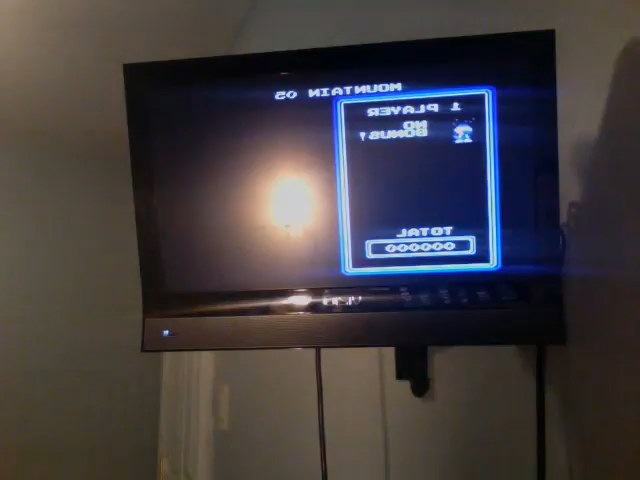 MOUNTAIN 05
1 PLAYER
NO
BONUS!
TOTAL
000000